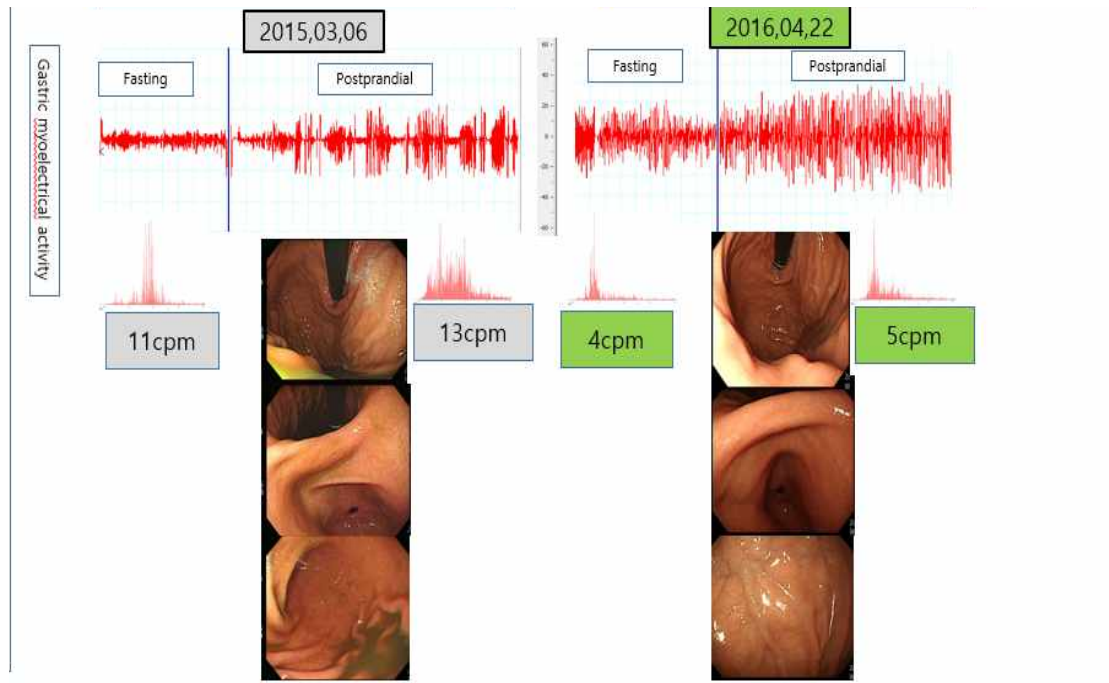 2015,03,06
2016,04,22
Gastric myoelectrical activity
Fasting
Postprandial
Fasting
Postprandial
11cpm
13cpm
4cpm
5cpm